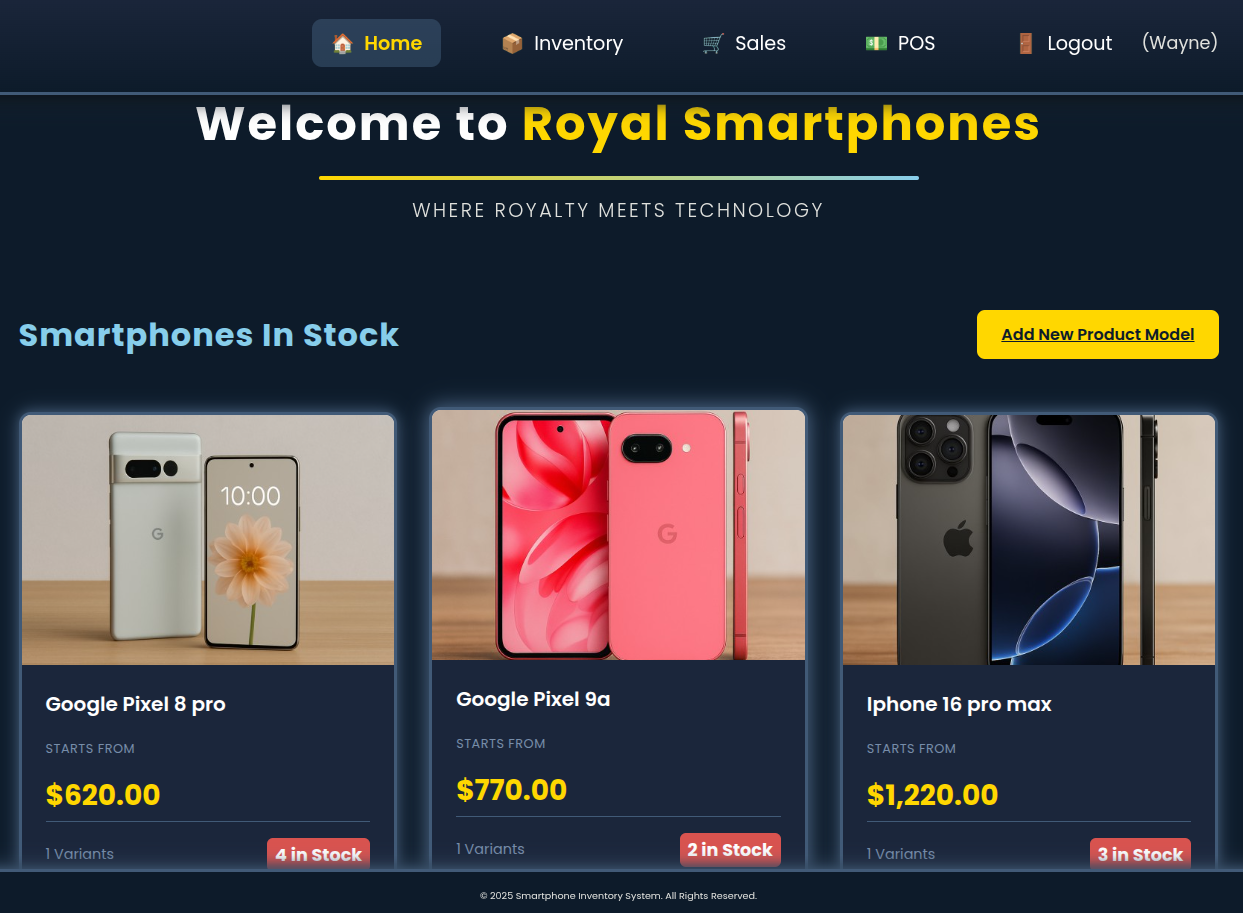 🏠 Home
📦 Inventory
🛒 Sales
💵 POS
🚪 Logout
(Wayne)
Welcome to Royal Smartphones
WHERE ROYALTY MEETS TECHNOLOGY
Smartphones In Stock
Add New Product Model
G
10:00
Google Pixel 8 pro
STARTS FROM
$620.00
1 Variants
4 in Stock
G
Google Pixel 9a
STARTS FROM
$770.00
1 Variants
2 in Stock
Iphone 16 pro max
STARTS FROM
$1,220.00
1 Variants
3 in Stock
© 2025 Smartphone Inventory System. All Rights Reserved.